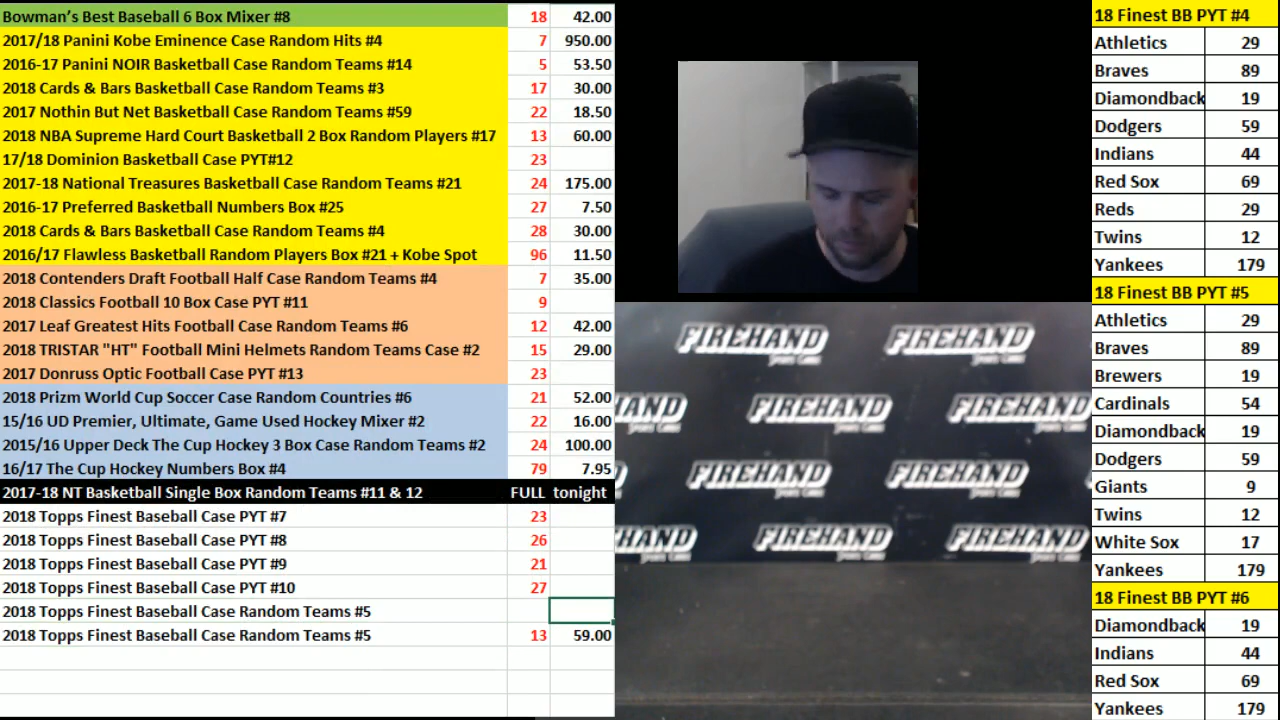 Bowman's Best Baseball 6 Box Mixer #8 18 42.00
2017/18 Panini Kobe Eminence Case Random Hits #4 7 950.00
2016-17 Panini NOIR Basketball Case Random Teams #14 5 53.50
2018 Cards & Bars Basketball Case Random Teams #3 17 30.00
2017 Nothin But Net Basketball Case Random Teams #59 22 18.50
2018 NBA Supreme Hard Court Basketball 2 Box Random Players #17 13 60.00
17/18 Dominion Basketball Case PYT#12 23
2017-18 National Treasures Basketball Case Random Teams #21 24 175.00
2016-17 Preferred Basketball Numbers Box #25 27 7.50
2018 Cards & Bars Basketball Case Random Teams #4 28 30.00
2016/17 Flawless Basketball Random Players Box #21 + Kobe Spot 96 11.50
2018 Contenders Draft Football Half Case Random Teams #4 7 35.00
2018 Classics Football 10 Box Case PYT #11 9
2017 Leaf Greatest Hits Football Case Random Teams #6 12 42.00
2018 TRISTAR "HT" Football Mini Helmets Random Teams Case #2 15 29.00
2017 Donruss Optic Football Case PYT #13 23
2018 Prizm World Cup Soccer Case Random Countries #6 21 52.00
15/16 UD Premier, Ultimate, Game Used Hockey Mixer #2 22 16.00
2015/16 Upper Deck The Cup Hockey 3 Box Case Random Teams #2 24 100.00
16/17 The Cup Hockey Numbers Box #4 79 7.95
2017-18 NT Basketball Single Box Random Teams #11 & 12 FULL tonight
2018 Topps Finest Baseball Case PYT #7 23
2018 Topps Finest Baseball Case PYT #8 26
2018 Topps Finest Baseball Case PYT #9 21
2018 Topps Finest Baseball Case PYT #10 27
2018 Topps Finest Baseball Case Random Teams #5
2018 Topps Finest Baseball Case Random Teams #5 13 59.00
FIREHAND FIREHAND
HAND FIREHAND FIREHAND
FIREHAND FIREHAND
HAND FIREHAND FIREHAND
18 Finest BB PYT #4
Athletics 29
Braves 89
Diamondback 19
Dodgers 59
Indians 44
Red Sox 69
Reds 29
Twins 12
Yankees 179
18 Finest BB PYT #5
Athletics 29
Braves 89
Brewers 19
Cardinals 54
Diamondback 19
Dodgers 59
Giants 9
Twins 12
White Sox 17
Yankees 179
18 Finest BB PYT #6
Diamondback 19
Indians 44
Red Sox 69
Yankees 179